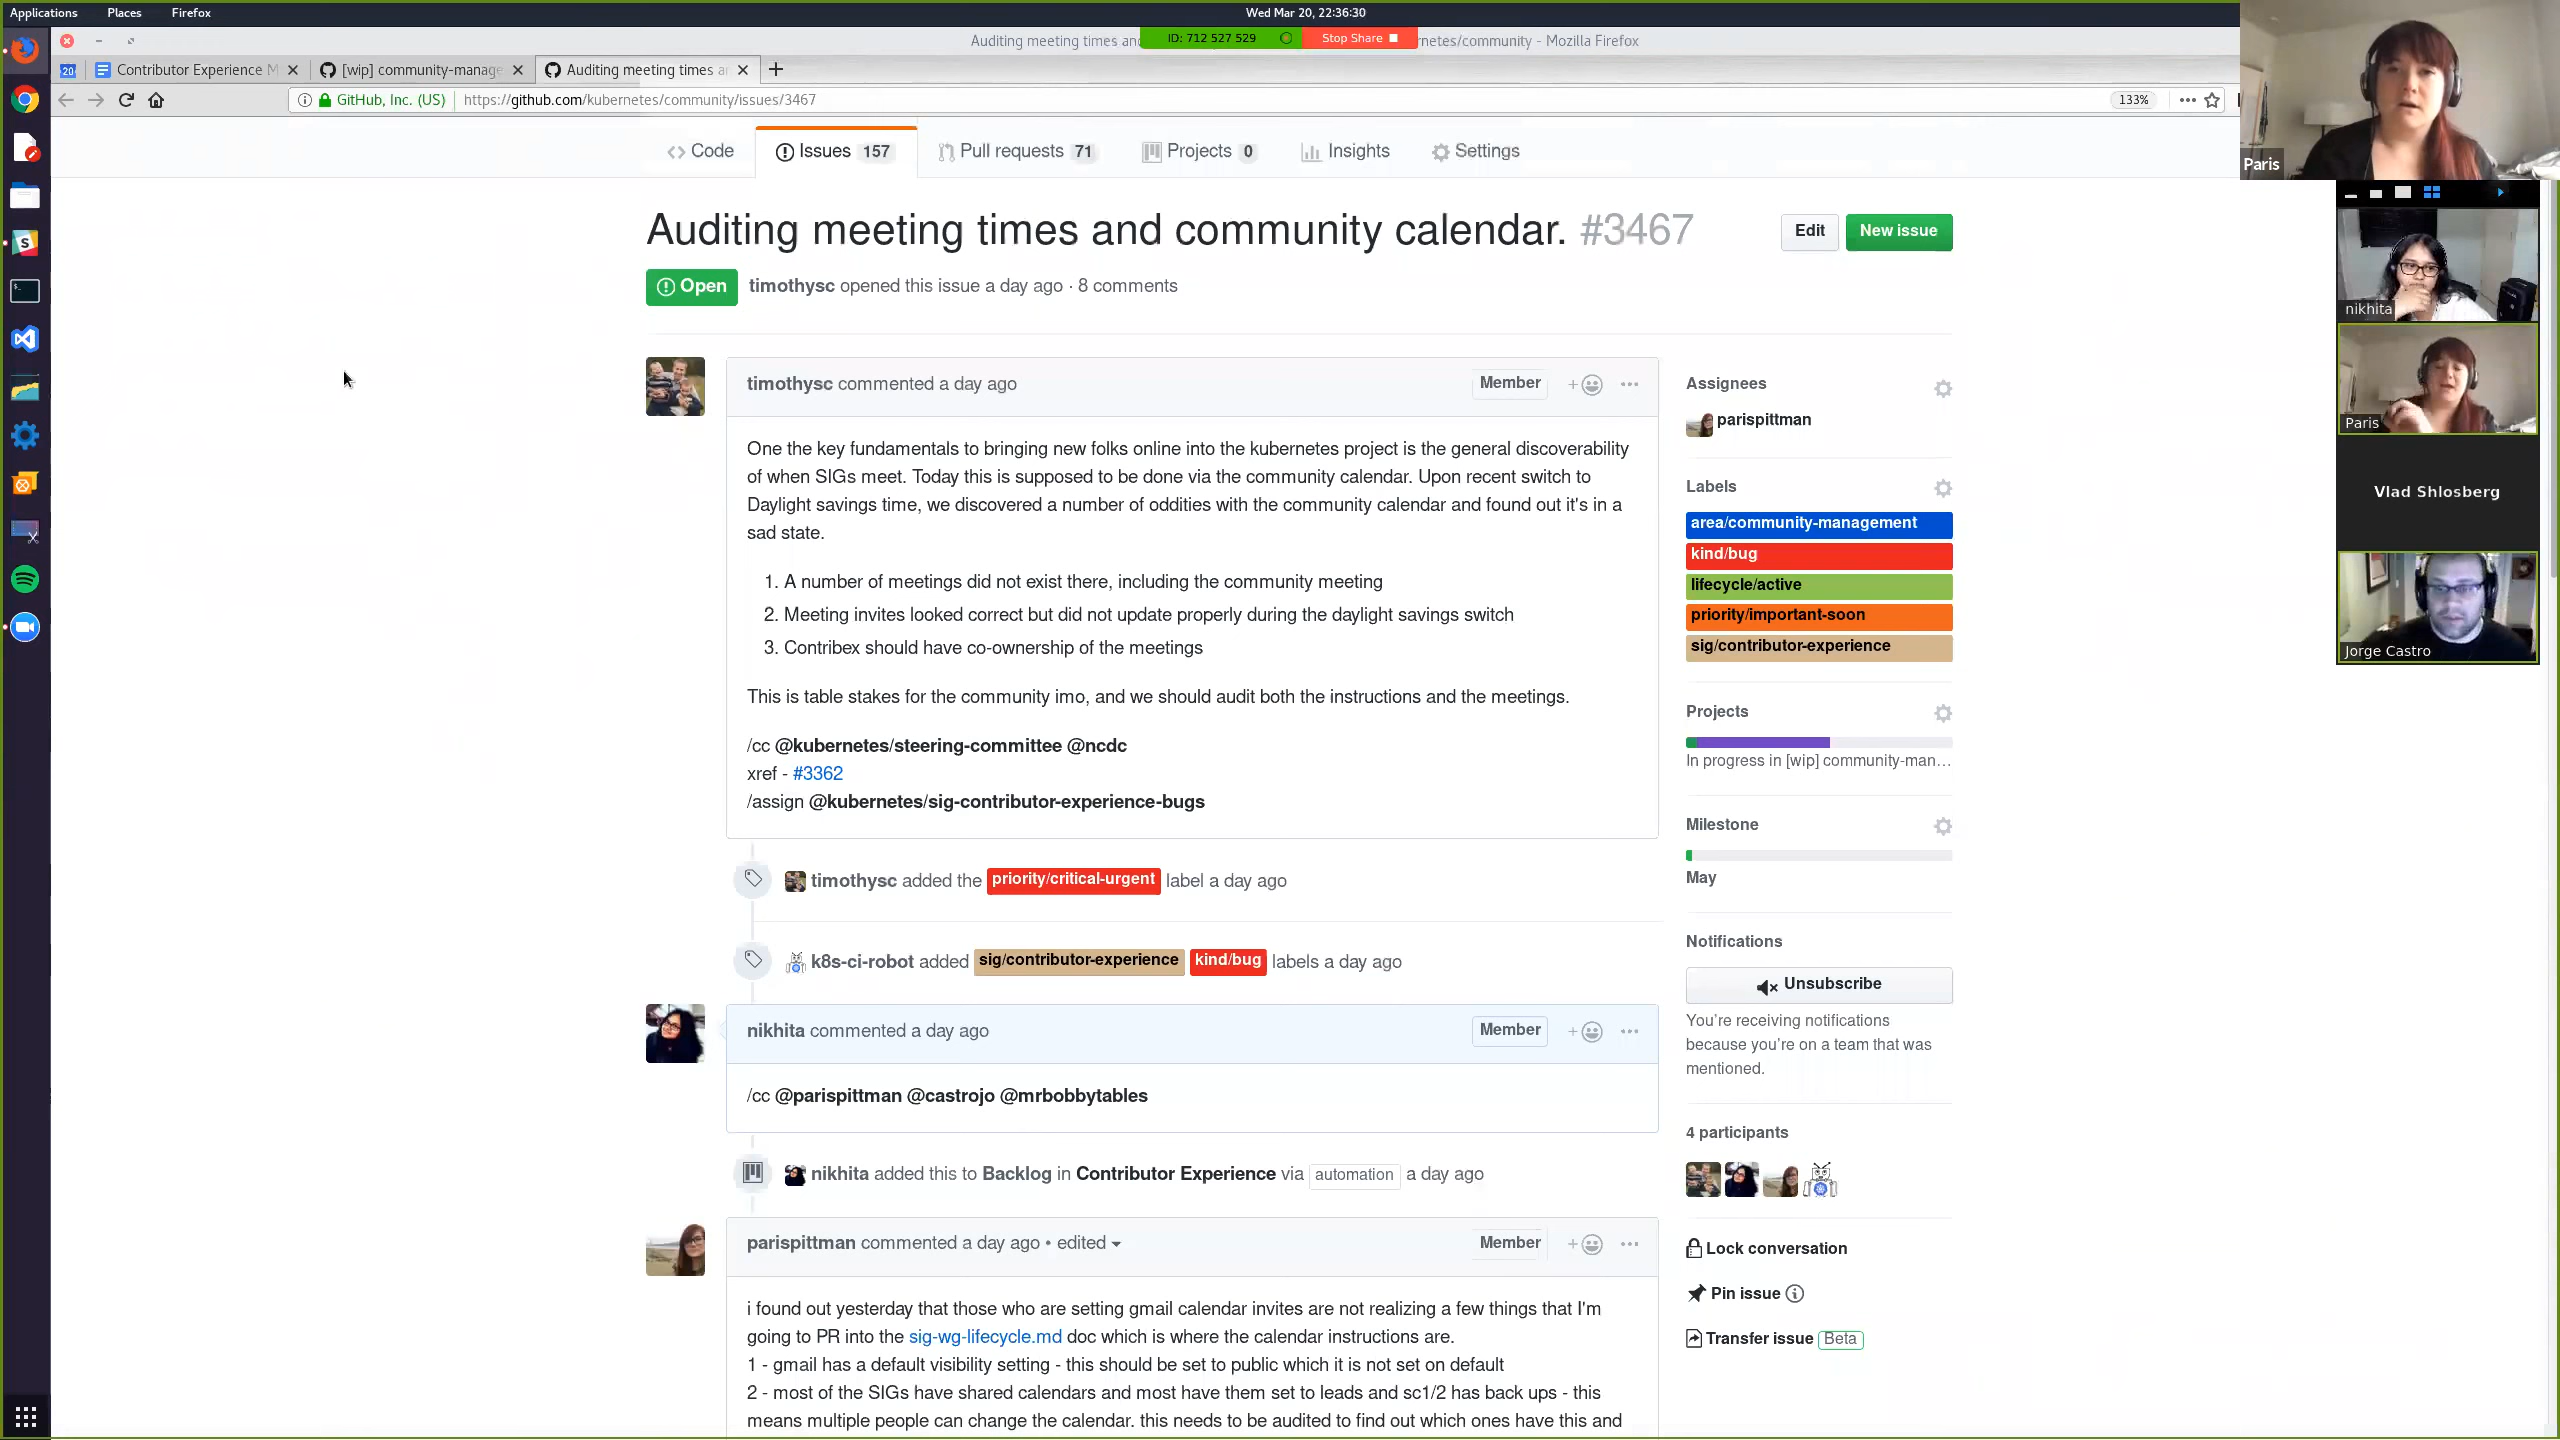 Applications Places Firefox
Wed Mar 20, 22:36:30
Auditing meeting times an
netes/community - Mozilla Firefox
ID: 712 527 529
Stop Share
Contributor Experience M
[wip] community-manage
Auditing meeting times a
GitHub, Inc. (US)
https://github.com/kubernetes/community/issues/3467
133%
Code
Issues 157
Pull requests 71
Projects 0
Insights
Settings
Auditing meeting times and community calendar. #3467
Edit
New issue
Open
timothysc opened this issue a day ago · 8 comments
timothysc commented a day ago
Member
One the key fundamentals to bringing new folks online into the kubernetes project is the general discoverability
of when SIGs meet. Today this is supposed to be done via the community calendar. Upon recent switch to
Daylight savings time, we discovered a number of oddities with the community calendar and found out it's in a
sad state.
1. A number of meetings did not exist there, including the community meeting
2. Meeting invites looked correct but did not update properly during the daylight savings switch
3. Contribex should have co-ownership of the meetings
This is table stakes for the community imo, and we should audit both the instructions and the meetings.
/cc @kubernetes/steering-committee @ncdc
xref - #3362
/assign @kubernetes/sig-contributor-experience-bugs
timothysc added the priority/critical-urgent label a day ago
k8s-ci-robot added sig/contributor-experience kind/bug labels a day ago
nikhita commented a day ago
Member
/cc @parispittman @castrojo @mrbobbytables
nikhita added this to Backlog in Contributor Experience via automation a day ago
parispittman commented a day ago • edited
Member
i found out yesterday that those who are setting gmail calendar invites are not realizing a few things that I'm
going to PR into the sig-wg-lifecycle.md doc which is where the calendar instructions are.
1 - gmail has a default visibility setting - this should be set to public which it is not set on default
2 - most of the SIGs have shared calendars and most have them set to leads and sc1/2 has back ups - this
means multiple people can change the calendar. this needs to be audited to find out which ones have this and
Assignees
parispittman
Labels
area/community-management
kind/bug
lifecycle/active
priority/important-soon
sig/contributor-experience
Projects
In progress in [wip] community-man...
Milestone
May
Notifications
Unsubscribe
You're receiving notifications
because you're on a team that was
mentioned.
4 participants
Lock conversation
Pin issue
Transfer issue Beta
Paris
nikhita
Paris
Vlad Shlosberg
Jorge Castro